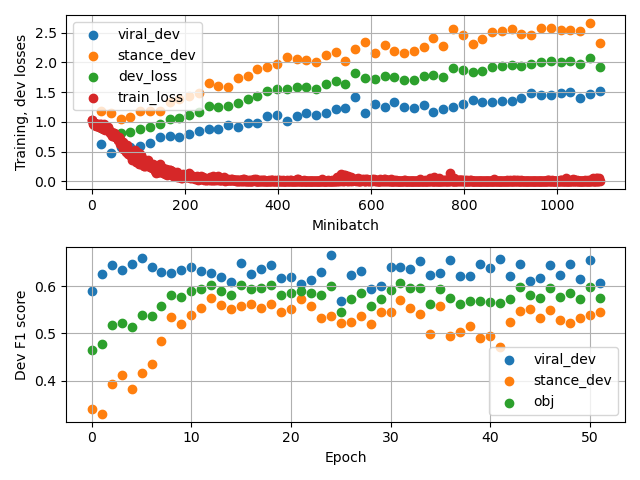 Training, dev losses
2.5
2.0
1.5
1.0
0.5
0.0
viral_dev
stance_dev
dev_loss
train_loss
0 200 400 600 800 1000
Minibatch
Dev F1 score
0.6
0.5
0.4
viral_dev
stance_dev
obj
0 10 20 30 40 50
Epoch